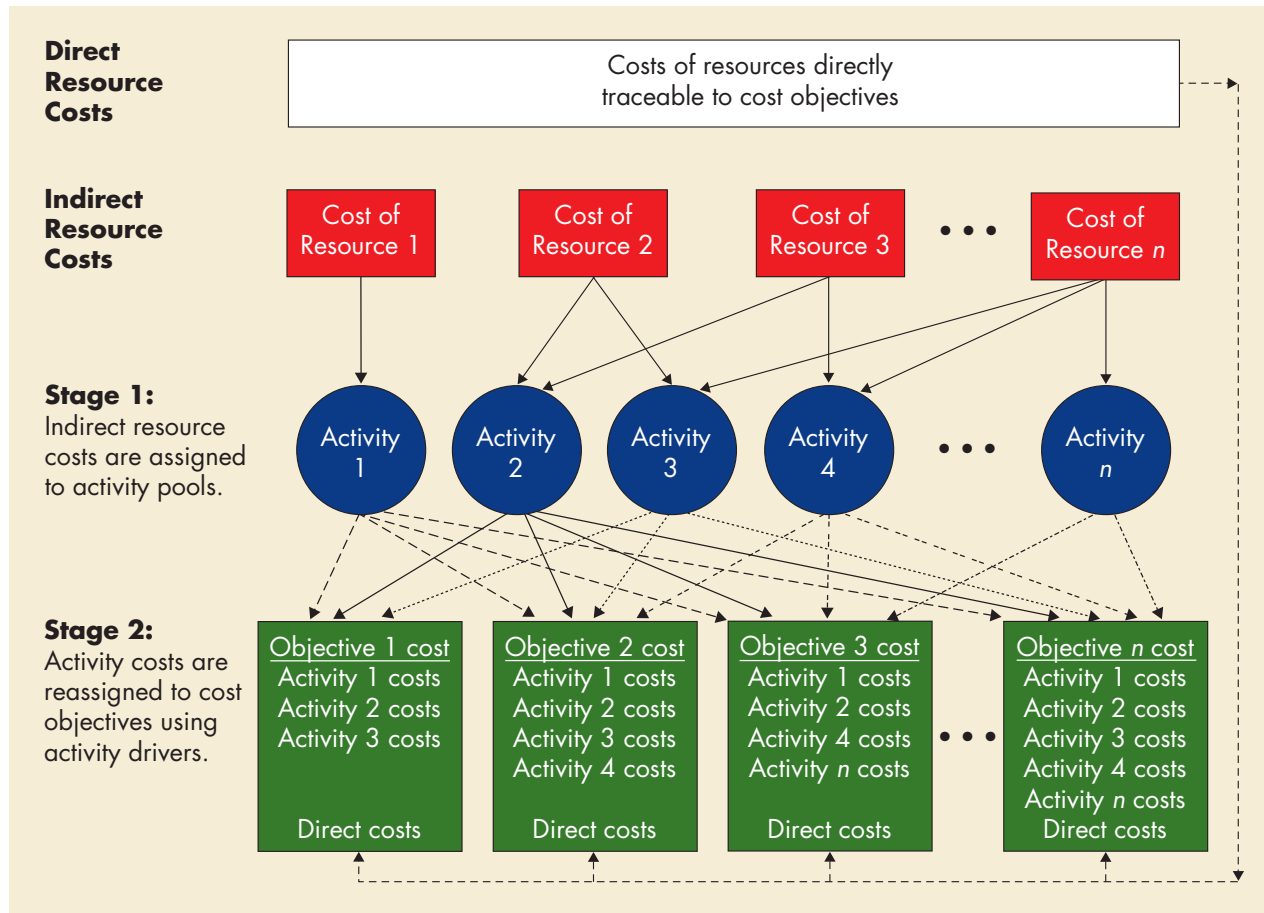 Direct
Resource
Costs
Costs of resources directly
traceable to cost objectives
Indirect
Resource
Costs
Cost of
Resource 1
Cost of
Resource 2
Cost of
Resource 3
• • •
Cost of
Resource n
Stage 1:
Indirect resource
costs are assigned
to activity pools.
Activity
1
Activity
2
Activity
3
Activity
4
• • •
Activity
n
Stage 2:
Activity costs are
reassigned to cost
objectives using
activity drivers.
Objective 1 cost
Activity 1 costs
Activity 2 costs
Activity 3 costs
Direct costs
Objective 2 cost
Activity 1 costs
Activity 2 costs
Activity 3 costs
Activity 4 costs
Direct costs
Objective 3 cost
Activity 1 costs
Activity 2 costs
Activity 4 costs
Activity n costs
Direct costs
• • •
Objective n cost
Activity 1 costs
Activity 2 costs
Activity 3 costs
Activity 4 costs
Activity n costs
Direct costs